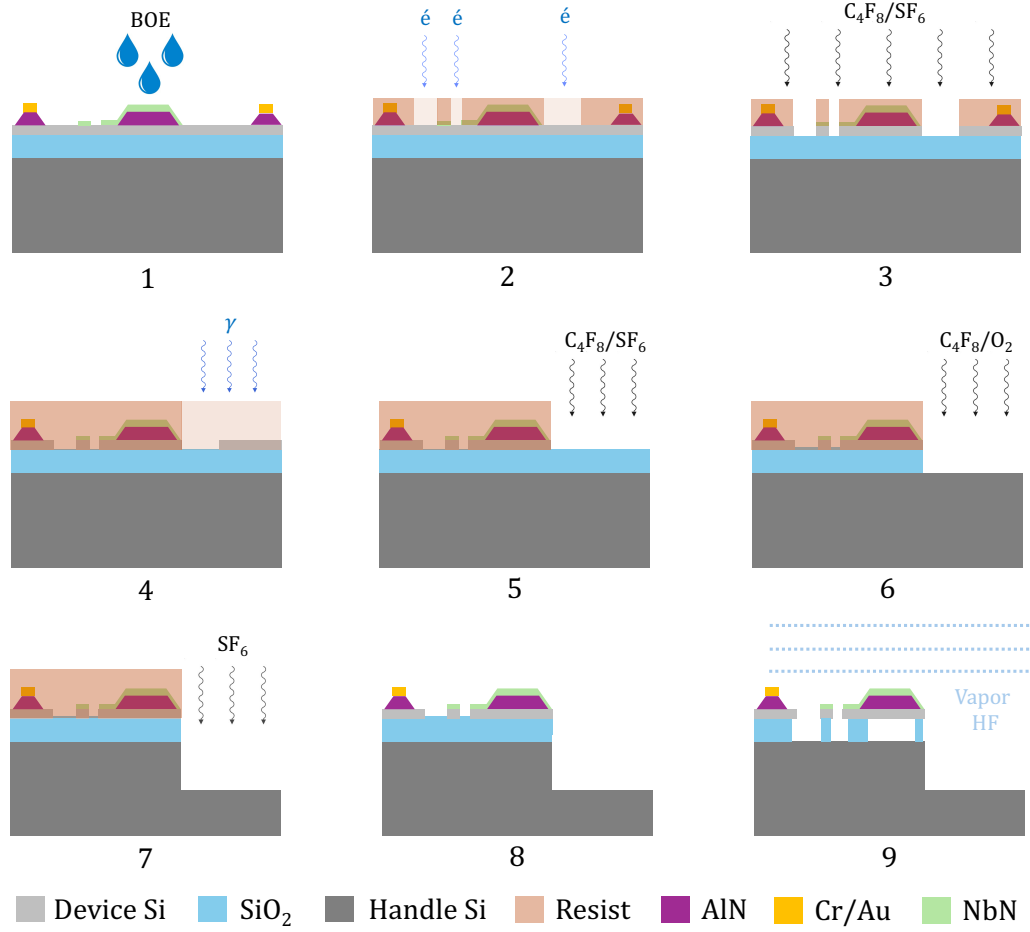 BOE
é é é
C₄F₈/SF₆
1
2
3
γ
C₄F₈/SF₆
C₄F₈/O₂
4
5
6
SF₆
Vapor
HF
7
8
9
Device Si
SiO₂
Handle Si
Resist
AlN
Cr/Au
NbN